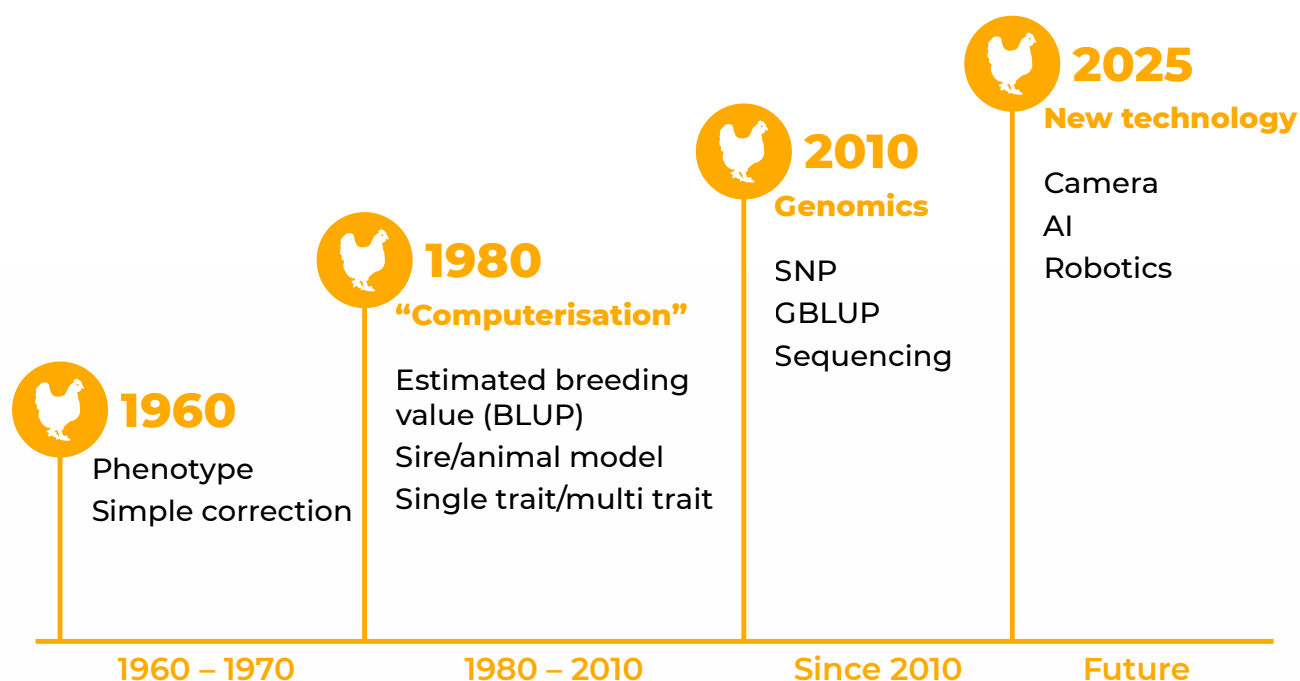 1960
Phenotype
Simple correction
1980
“Computerisation”
Estimated breeding
value (BLUP)
Sire/animal model
Single trait/multi trait
2010
Genomics
SNP
GBLUP
Sequencing
2025
New technology
Camera
AI
Robotics
1960 – 1970
1980 – 2010
Since 2010
Future